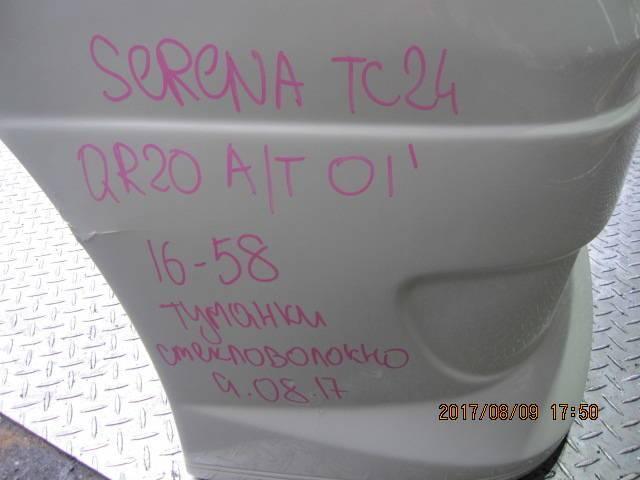 SERENA TC24
QR20 A/T 01'
16-58
туманки
стекловолокно
9.08.17
2017/08/09 17:50